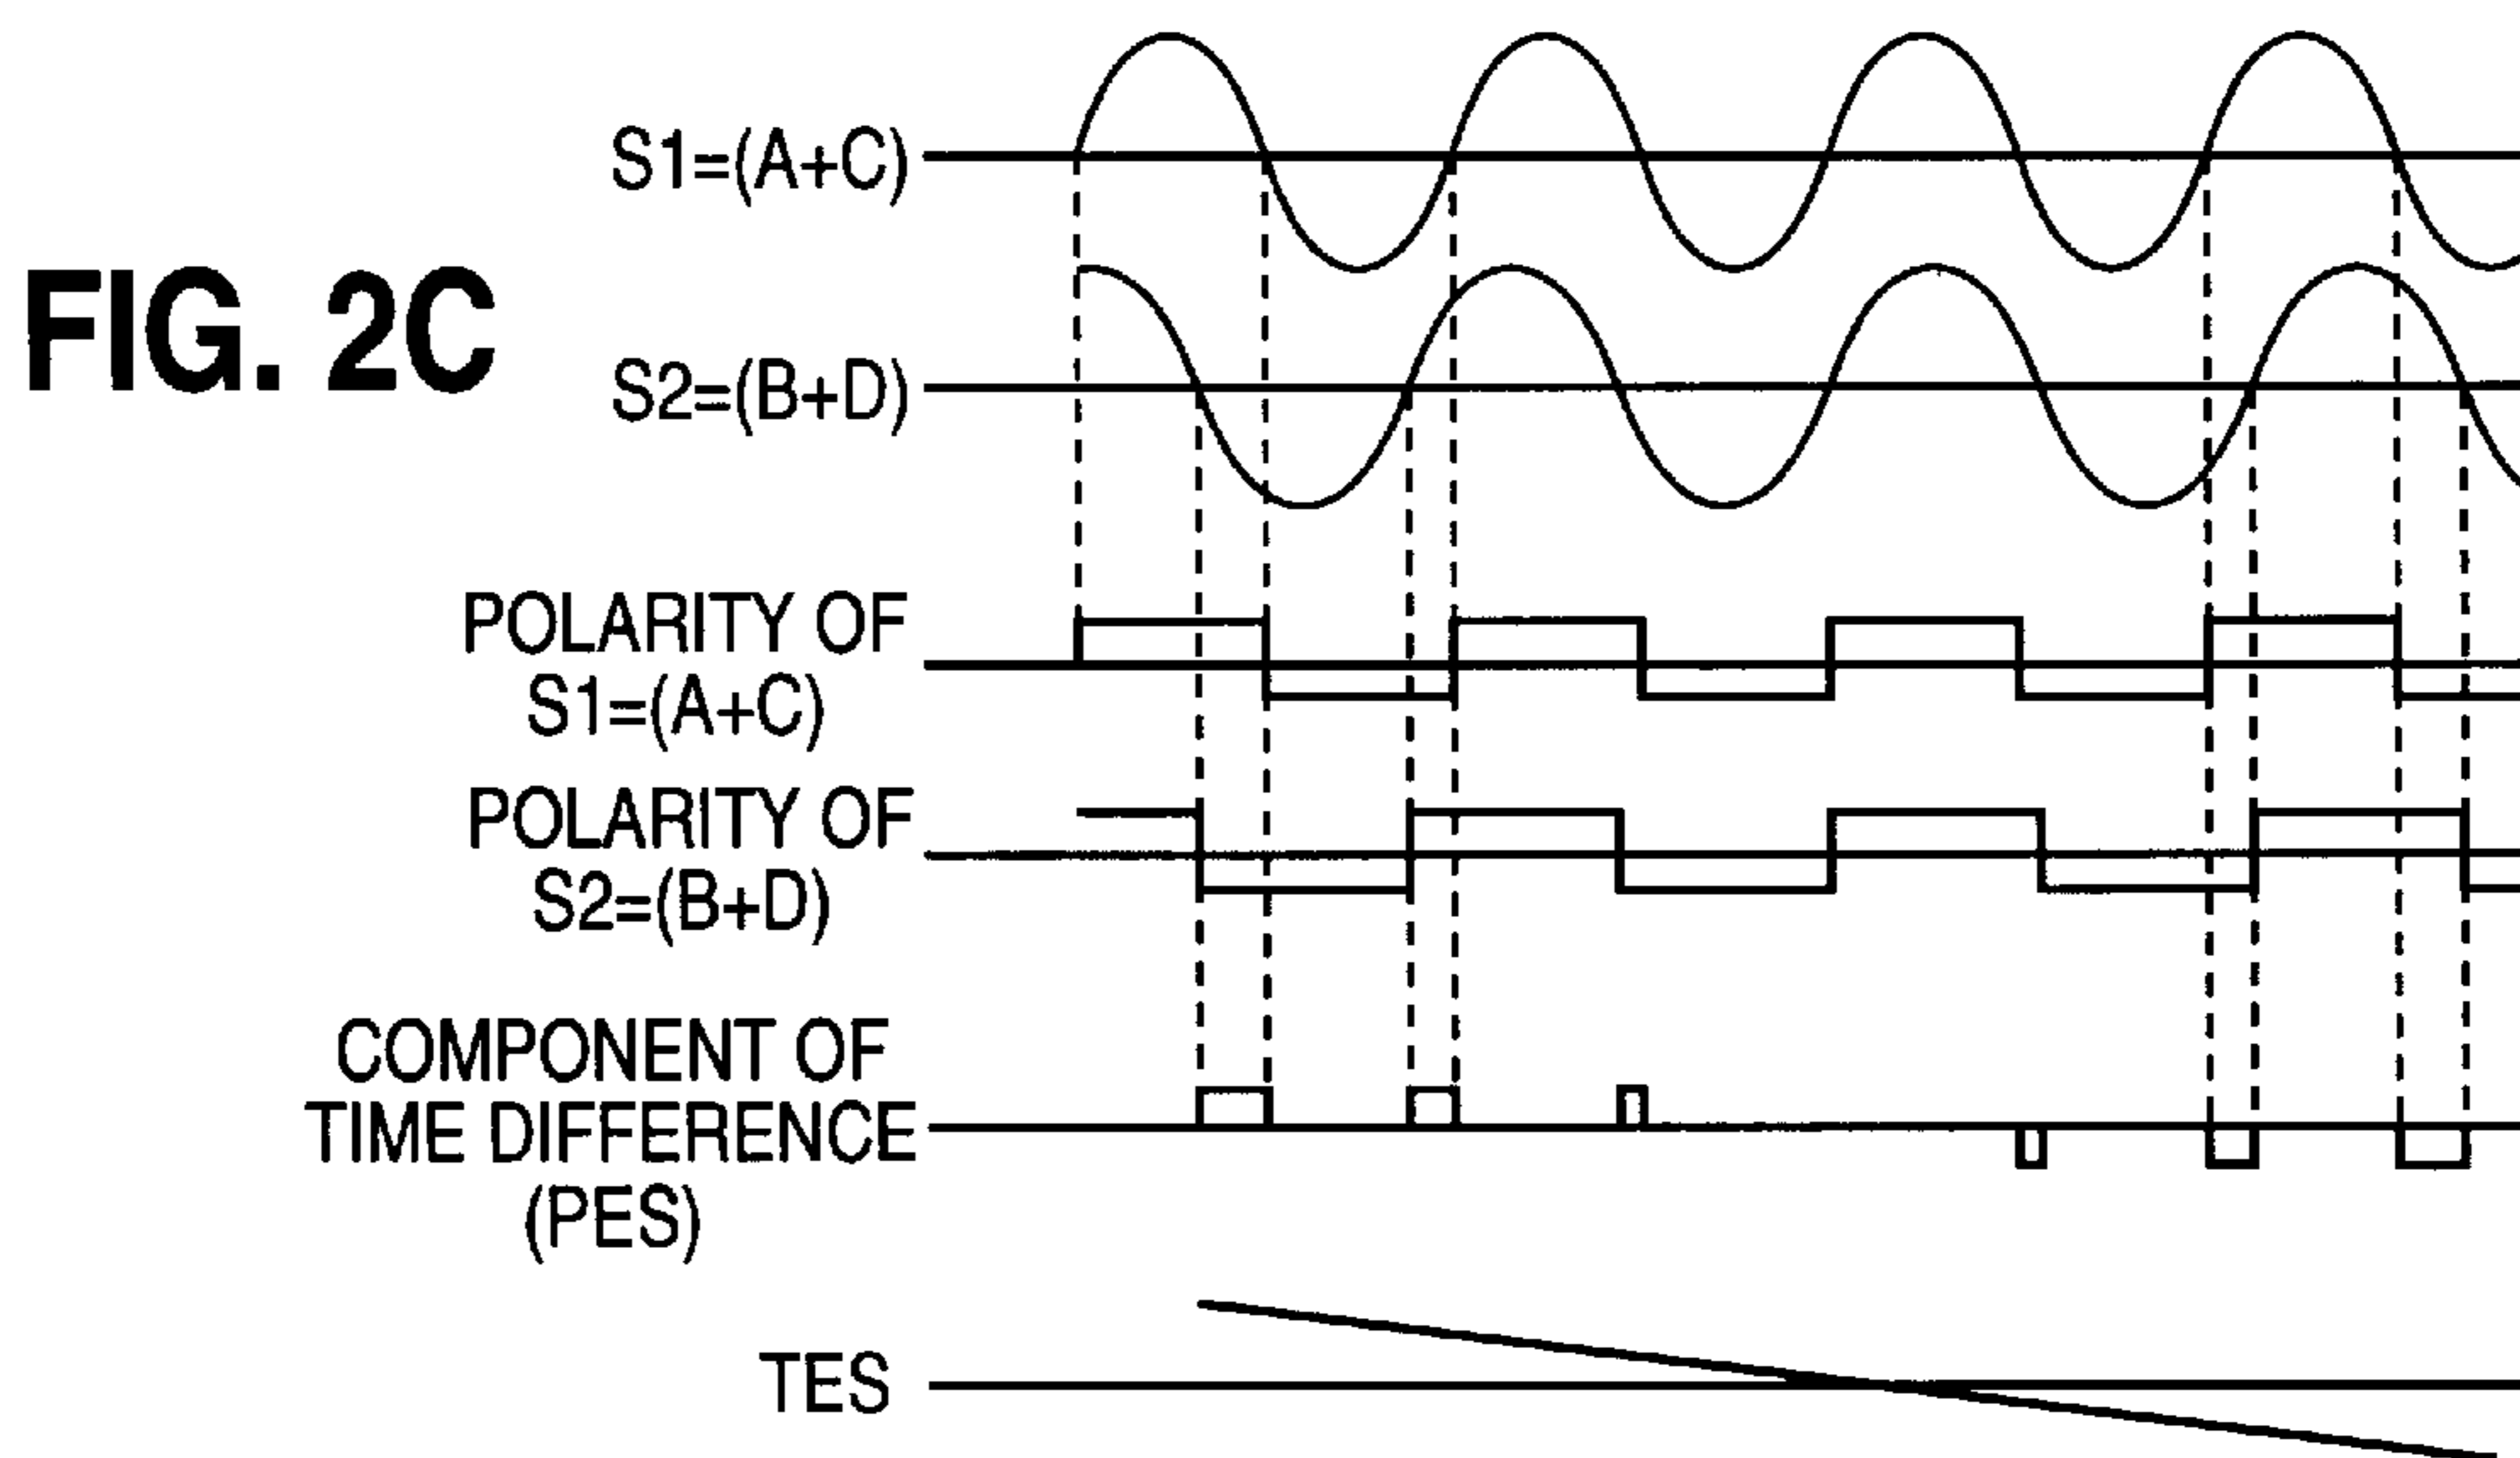 S1=(A+C)
FIG. 2C
S2=(B+D)
POLARITY OF
S1=(A+C)
POLARITY OF
S2=(B+D)
COMPONENT OF
TIME DIFFERENCE
(PES)
TES